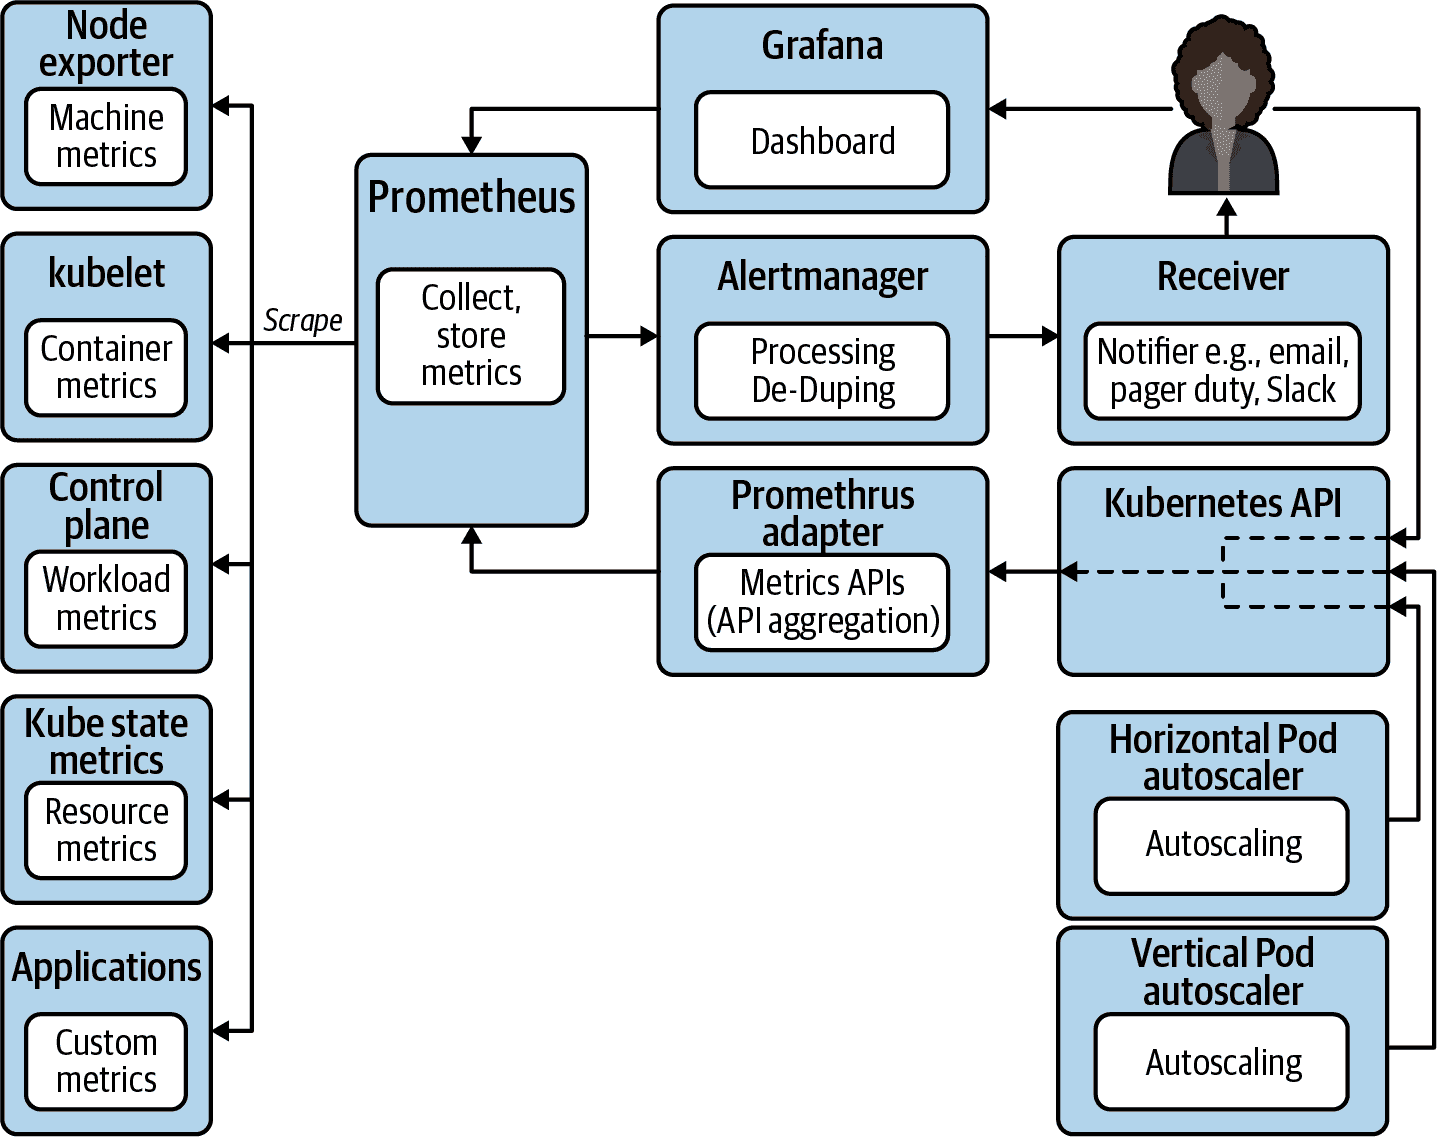 Node
exporter
Machine
metrics
kubelet
Container
metrics
Control
plane
Workload
metrics
Kube state
metrics
Resource
metrics
Applications
Custom
metrics
Scrape
Prometheus
Collect,
store
metrics
Grafana
Dashboard
Alertmanager
Processing
De-Duping
Receiver
Notifier e.g., email,
pager duty, Slack
Promethrus
adapter
Metrics APIs
(API aggregation)
Kubernetes API
Horizontal Pod
autoscaler
Autoscaling
Vertical Pod
autoscaler
Autoscaling